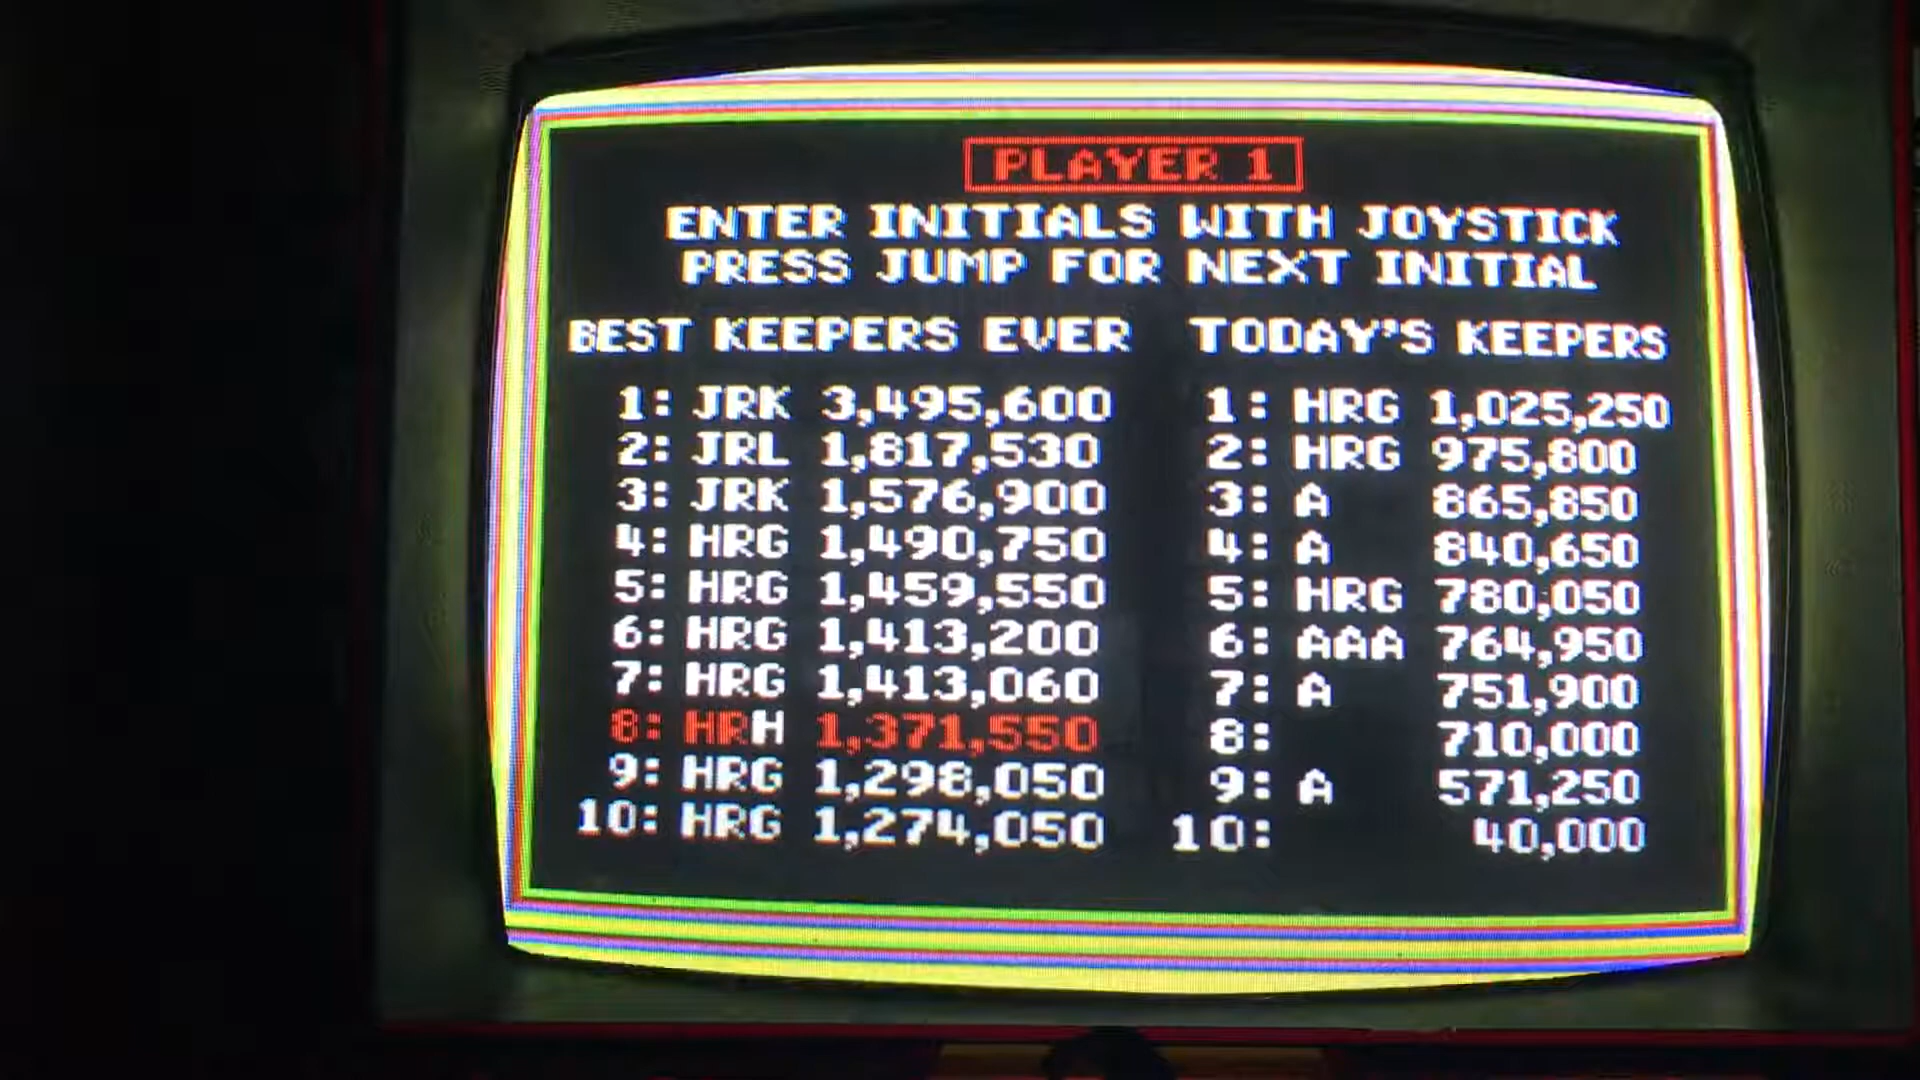 PLAYER 1
ENTER INITIALS WITH JOYSTICK
PRESS JUMP FOR NEXT INITIAL
BEST KEEPERS EVER TODAY'S KEEPERS
1: JRK 3,495,600 1: HRG 1,025,250
2: JRL 1,817,530 2: HRG 975,800
3: JRK 1,576,900 3: A 865,850
4: HRG 1,490,750 4: A 840,650
5: HRG 1,459,550 5: HRG 780,050
6: HRG 1,413,200 6: AAA 764,950
7: HRG 1,413,060 7: A 751,900
8: HRH 1,371,550 8: 710,000
9: HRG 1,298,050 9: A 571,250
10: HRG 1,274,050 10: 40,000